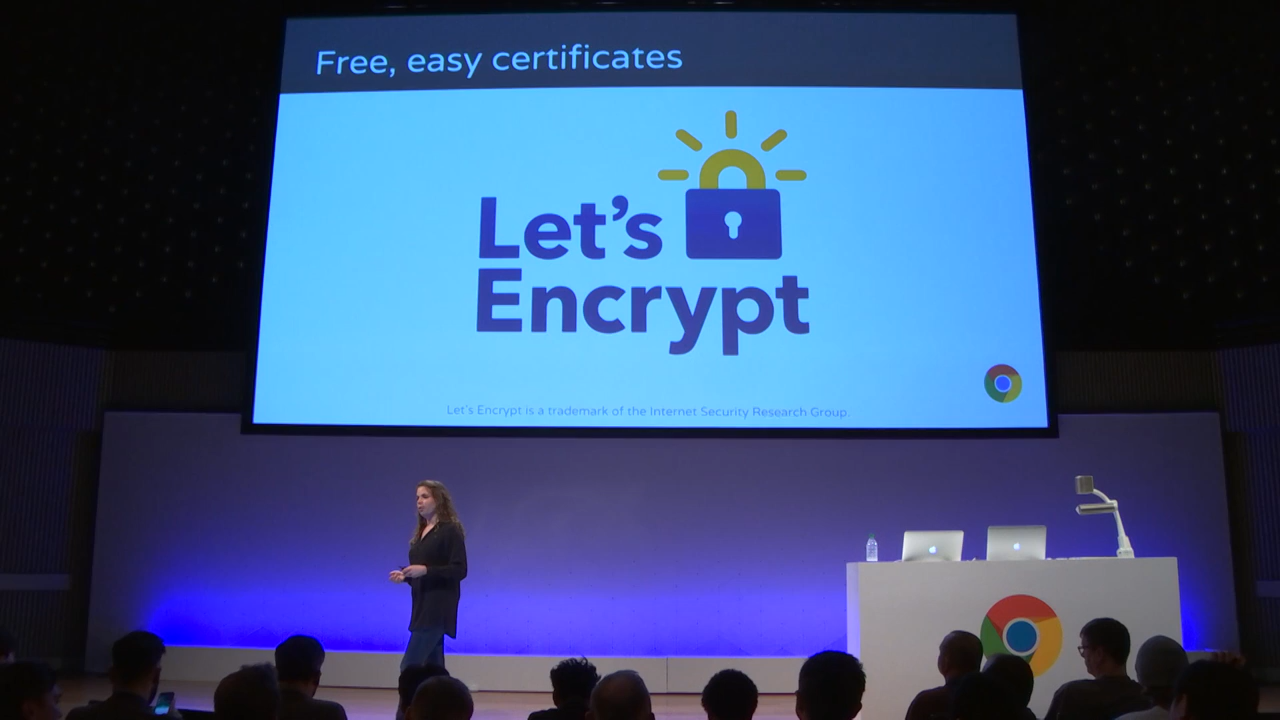 Free, easy certificates
Let's
Encrypt
Let's Encrypt is a trademark of the Internet Security Research Group.